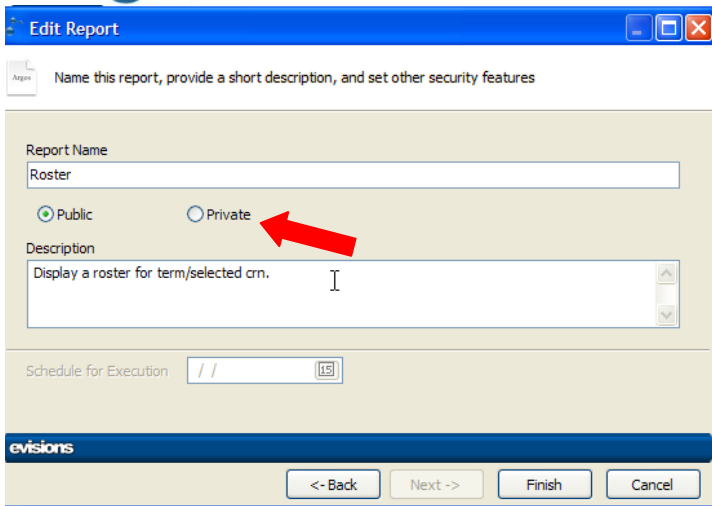 Edit Report
Argos
Name this report, provide a short description, and set other security features
Report Name
Roster
Public Private
Description
Display a roster for term/selected crn.
Schedule for Execution / / 15
evisions
<- Back Next -> Finish Cancel